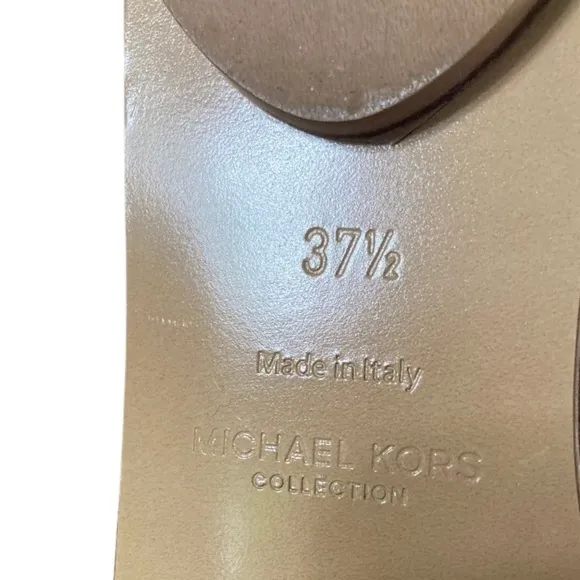 37½
Made in Italy
MICHAEL KORS
COLLECTION